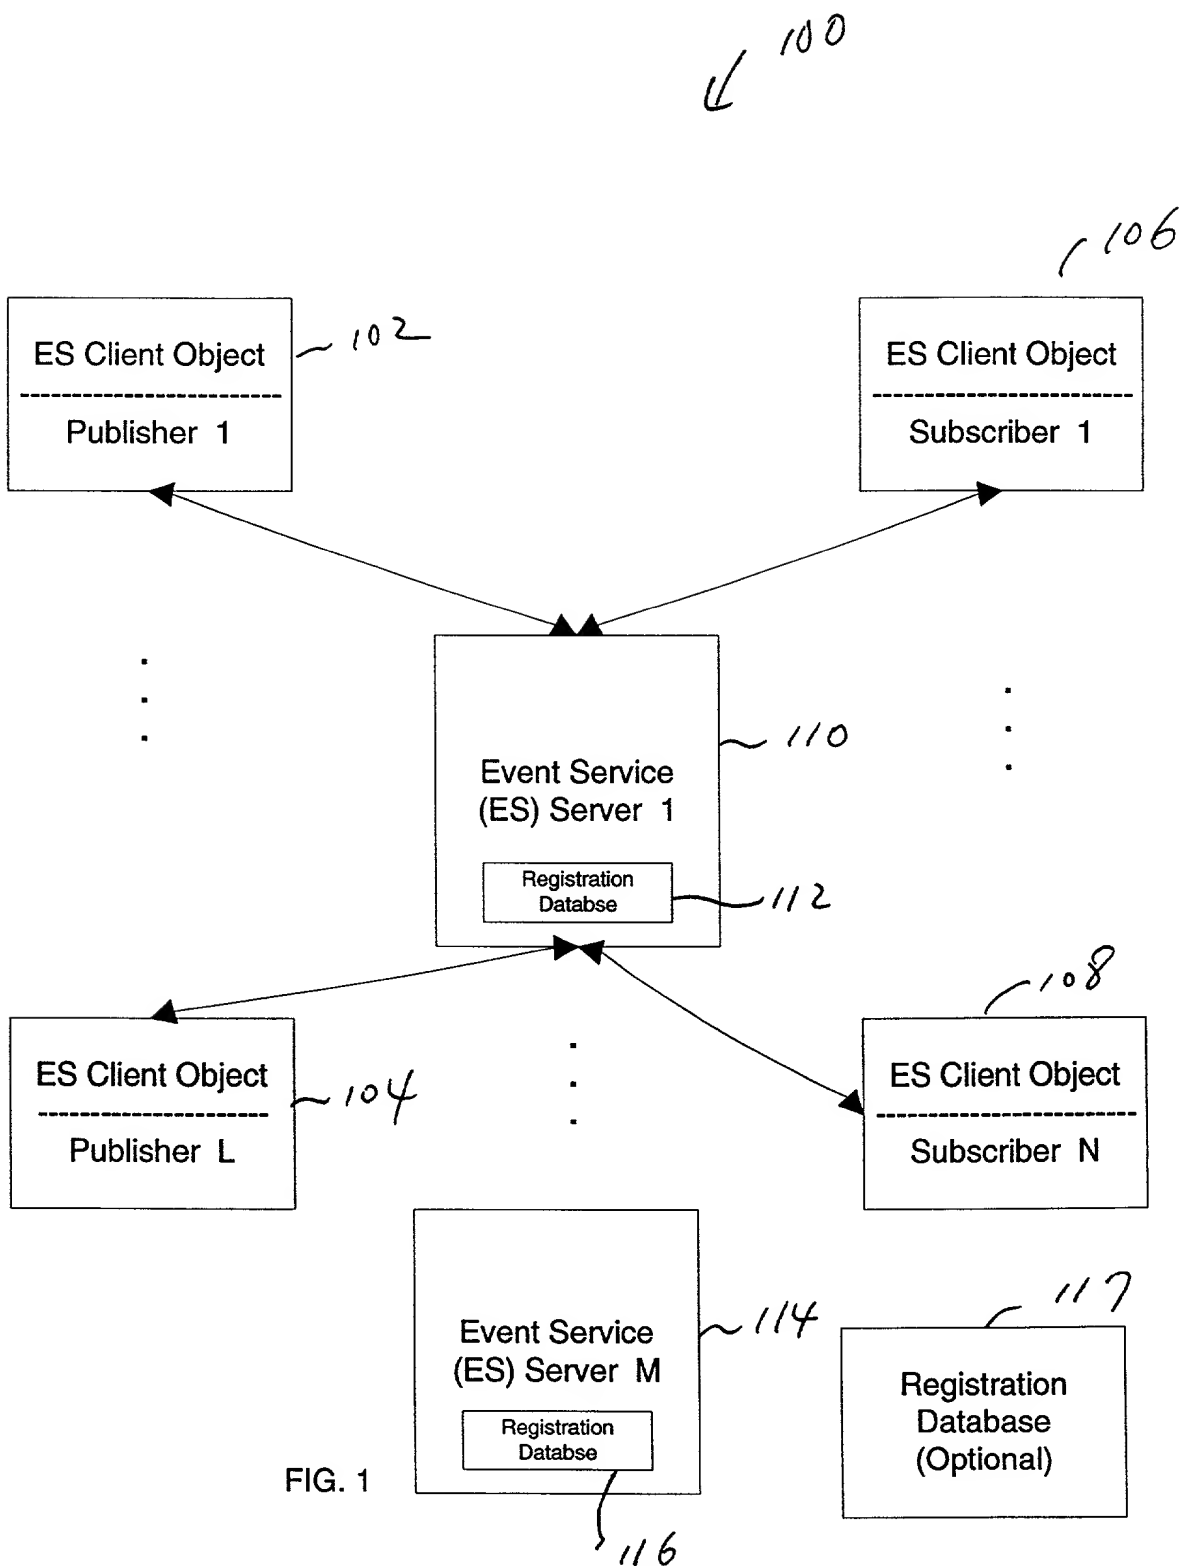 100
106
ES Client Object
Publisher 1
102
ES Client Object
Subscriber 1
Event Service
(ES) Server 1
110
Registration
Databse
112
108
ES Client Object
Publisher L
104
ES Client Object
Subscriber N
Event Service
(ES) Server M
114
Registration
Databse
116
117
Registration
Database
(Optional)
FIG. 1